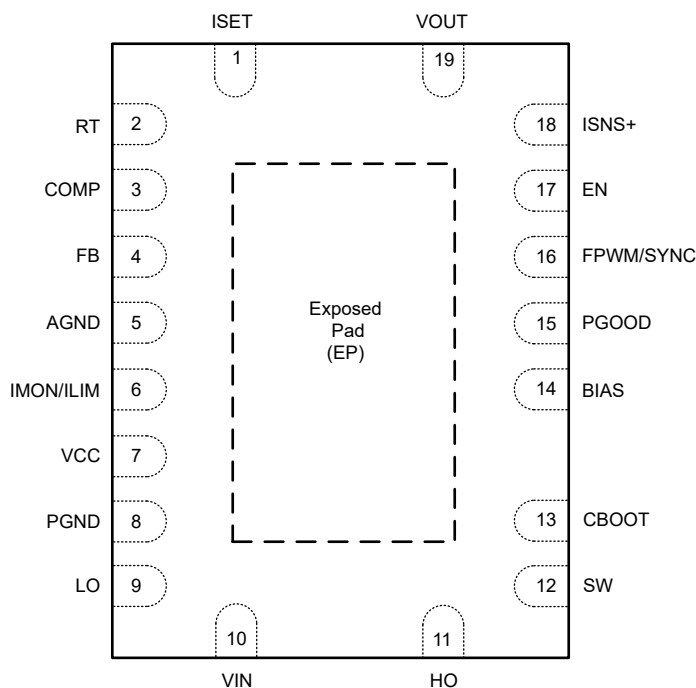 ISET
VOUT
1
19
RT
2
18
ISNS+
COMP
3
17
EN
FB
4
16
FPWM/SYNC
AGND
5
15
PGOOD
IMON/ILIM
6
14
BIAS
VCC
7
PGND
8
13
CBOOT
LO
9
12
SW
10
11
VIN
HO
Exposed
Pad
(EP)